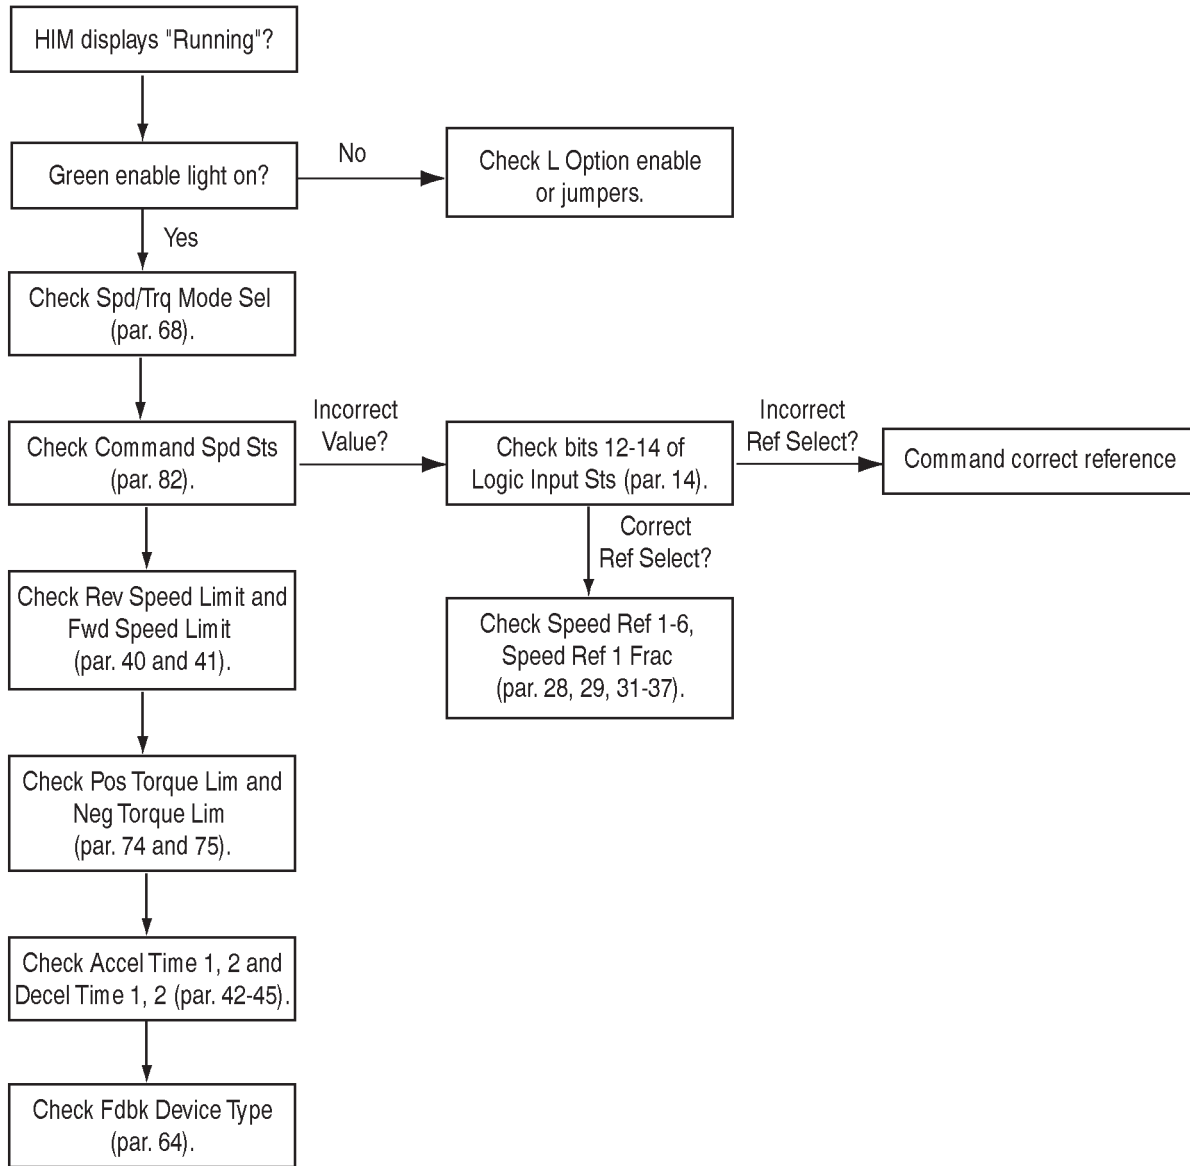 HIM displays "Running"?
Green enable light on?
No
Check L Option enable
or jumpers.
Yes
Check Spd/Trq Mode Sel
(par. 68).
Check Command Spd Sts
(par. 82).
Incorrect
Value?
Check bits 12-14 of
Logic Input Sts (par. 14).
Incorrect
Ref Select?
Command correct reference
Correct
Ref Select?
Check Speed Ref 1-6,
Speed Ref 1 Frac
(par. 28, 29, 31-37).
Check Rev Speed Limit and
Fwd Speed Limit
(par. 40 and 41).
Check Pos Torque Lim and
Neg Torque Lim
(par. 74 and 75).
Check Accel Time 1, 2 and
Decel Time 1, 2 (par. 42-45).
Check Fdbk Device Type
(par. 64).